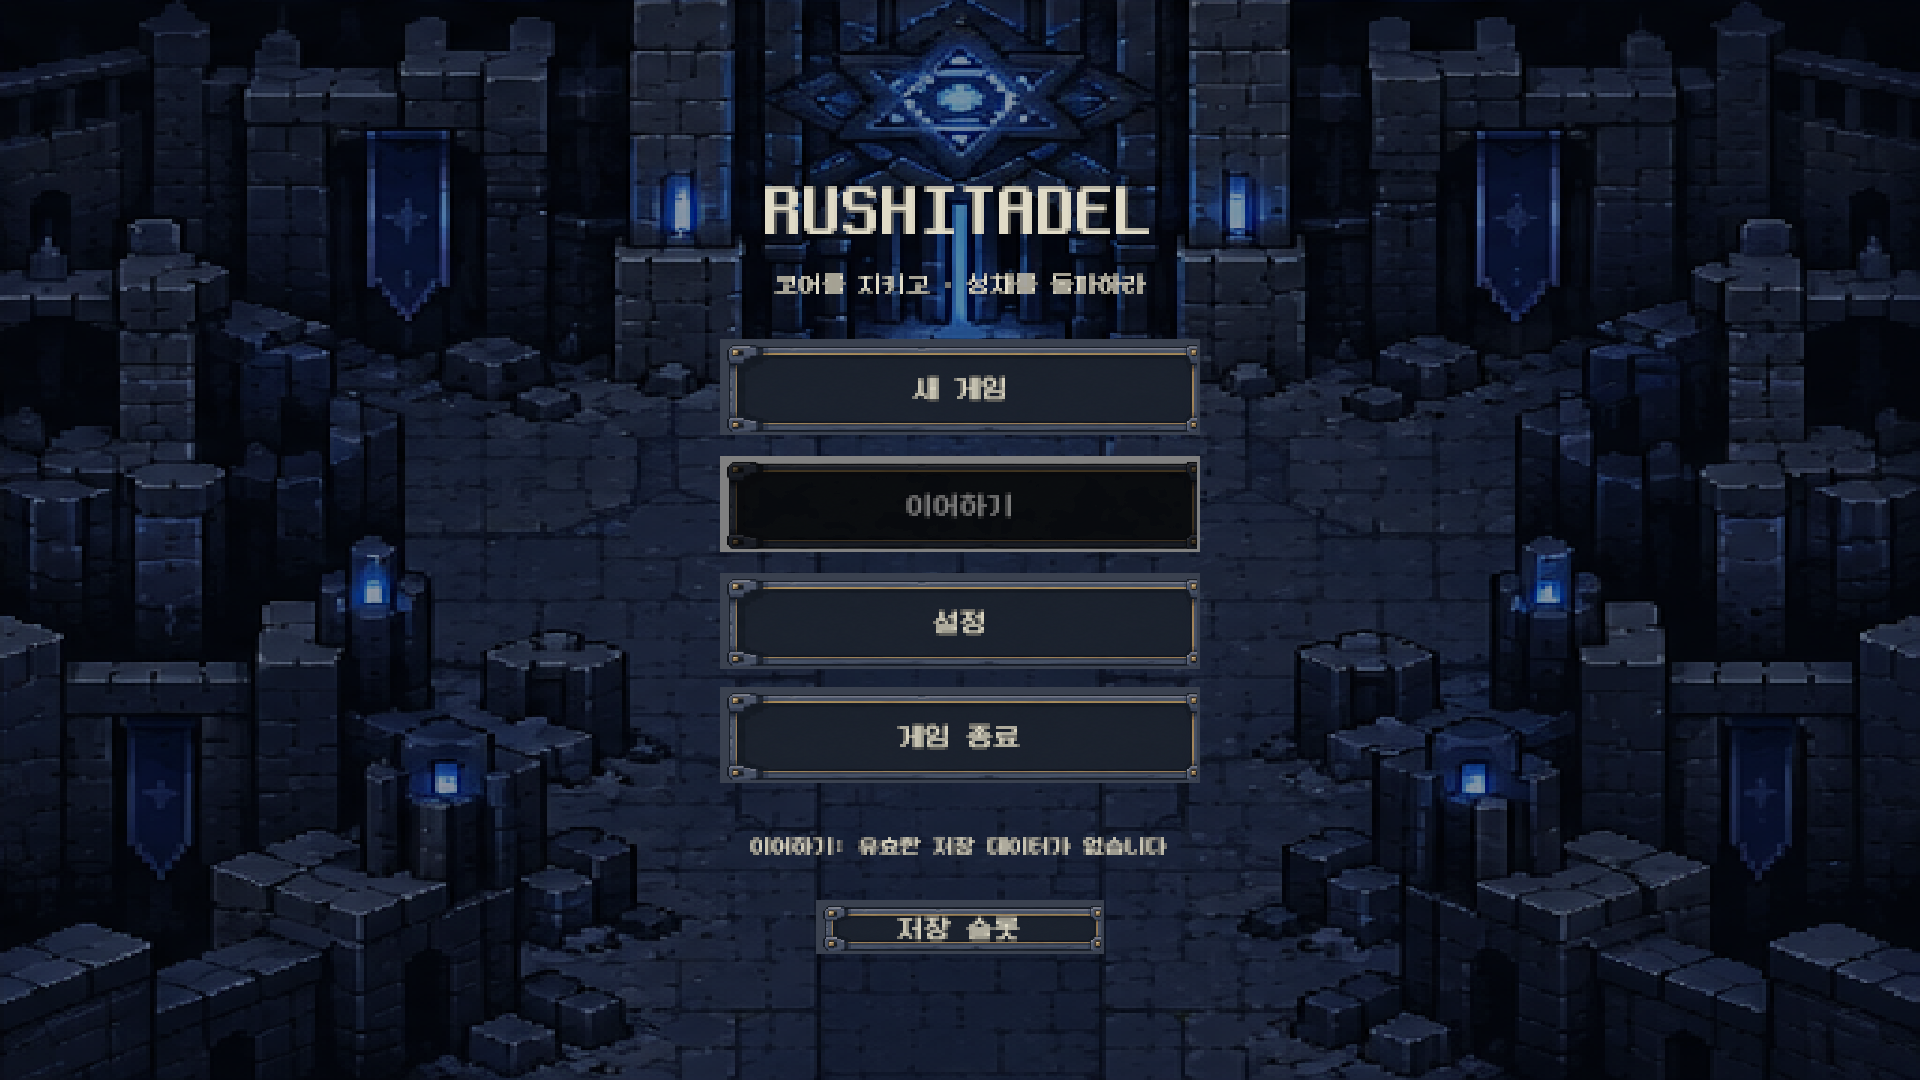 RUSHITADEL
코어를 지키고 · 성채를 돌파하라
새 게임
이어하기
설정
게임 종료
이어하기: 유효한 저장 데이터가 없습니다
저장 슬롯